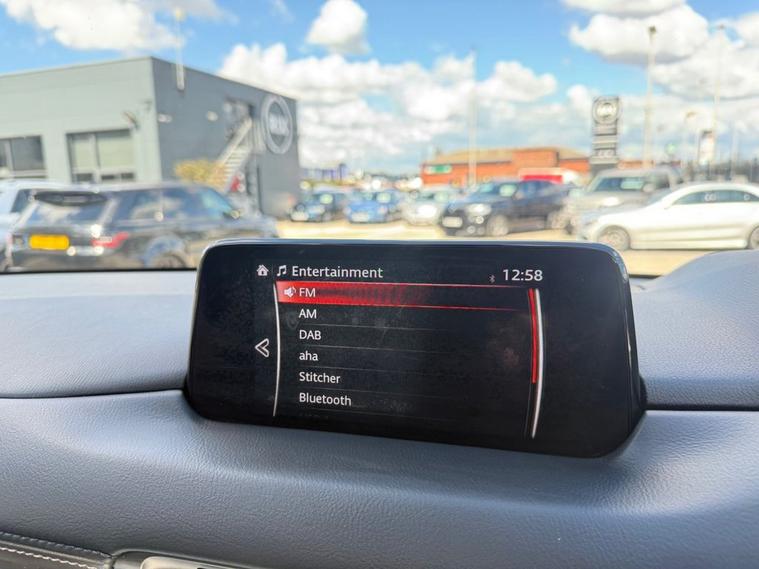 Entertainment 12:58
FM
AM
DAB
aha
Stitcher
Bluetooth